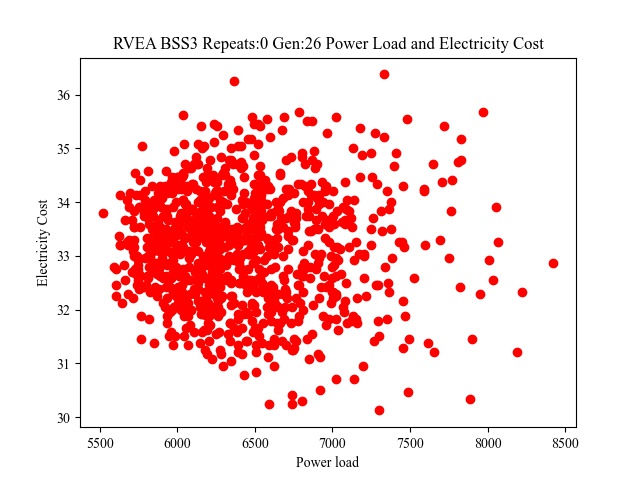 RVEA BSS3 Repeats:0 Gen:26 Power Load and Electricity Cost
36
35
34
33
32
31
30
Electricity Cost
5500 6000 6500 7000 7500 8000 8500
Power load